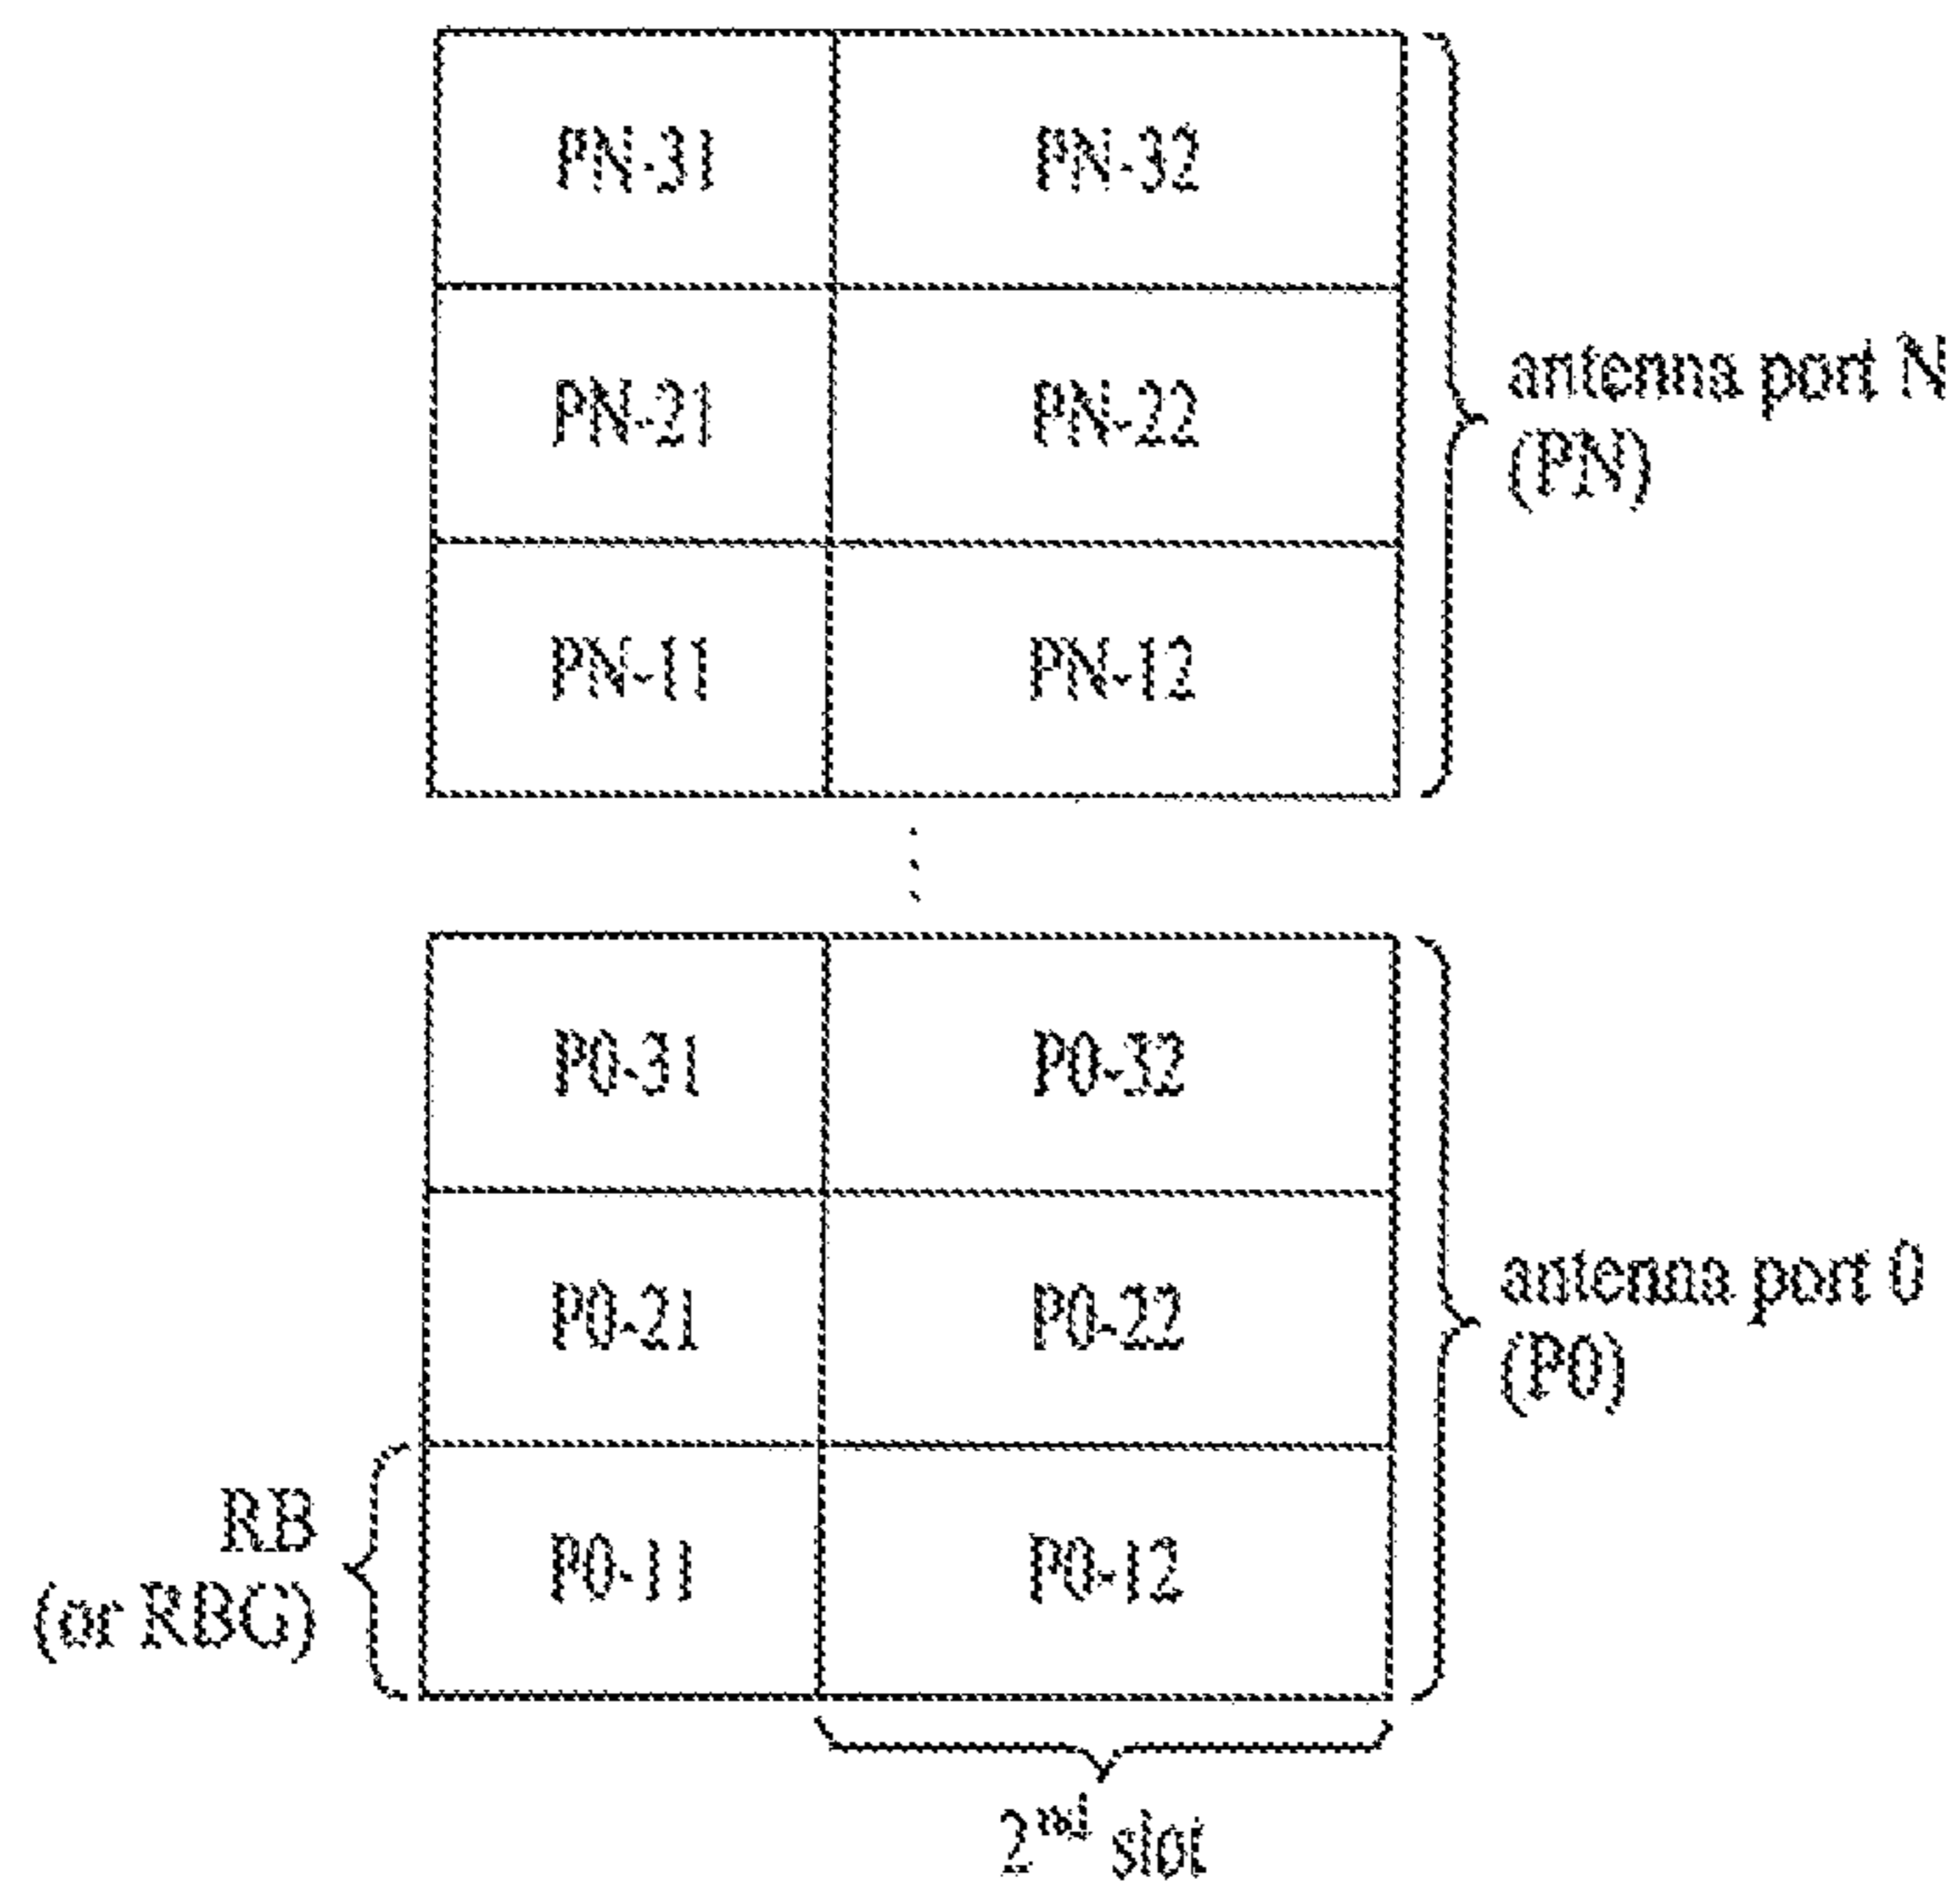 PN-31 PN-32
PN-21 PN-22
antenna port N
(PN)
PN-11 PN-12
P0-31 P0-32
P0-21 P0-22
antenna port 0
(P0)
RB
(or RBG)
P0-11 P0-12
2nd slot